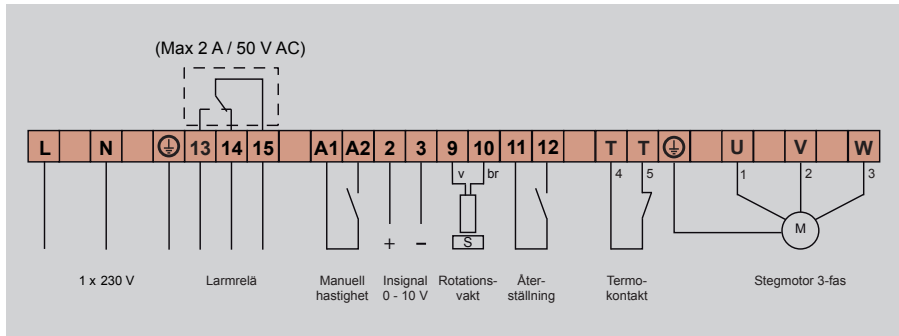 (Max 2 A / 50 V AC)
L N 13 14 15 A1 A2 2 3 9 10 11 12 T T U V W
v br 4 5 1 2 3
+ – S M
1 x 230 V Larmrelä Manuell hastighet Insignal 0 - 10 V Rotations-vakt Åter-ställning Termo-kontakt Stegmotor 3-fas